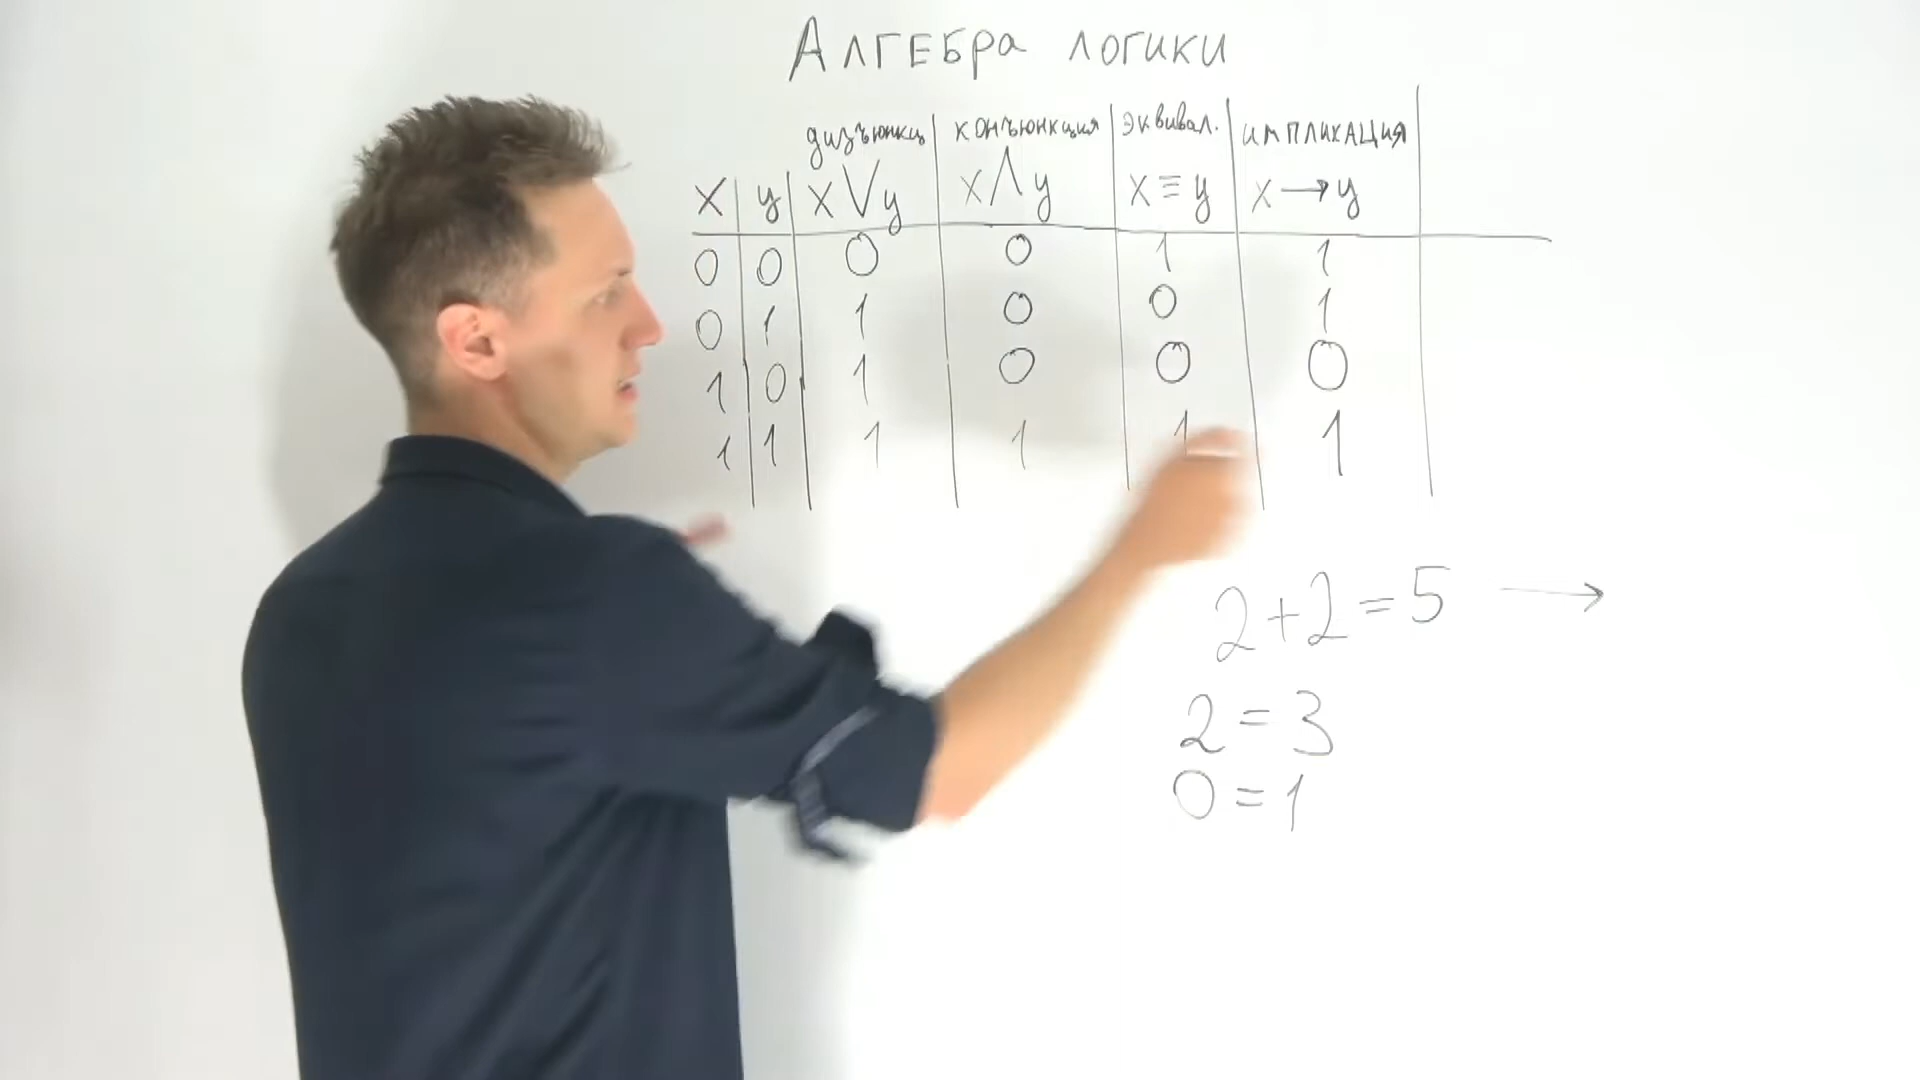 Алгебра логики
дизъюнкц конъюнкция эквивал. импликация
x y x∨y x∧y x≡y x→y
0 0 0 0 1 1
0 1 1 0 0 1
1 0 1 0 0 0
1 1 1 1 1 1
2+2=5 →
2=3
0=1